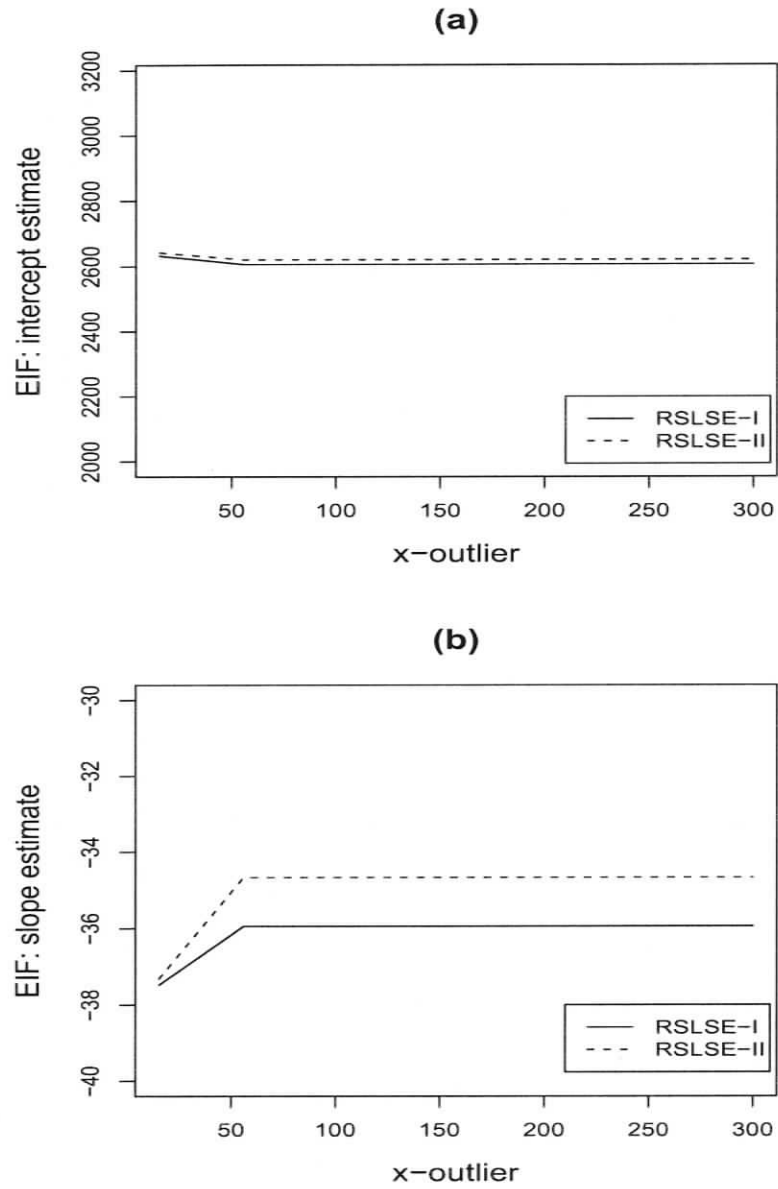 (a)
EIF: intercept estimate
3200
3000
2800
2600
2400
2200
2000
RSLSE-I
RSLSE-II
50 100 150 200 250 300
x-outlier
(b)
EIF: slope estimate
-30
-32
-34
-36
-38
-40
RSLSE-I
RSLSE-II
50 100 150 200 250 300
x-outlier